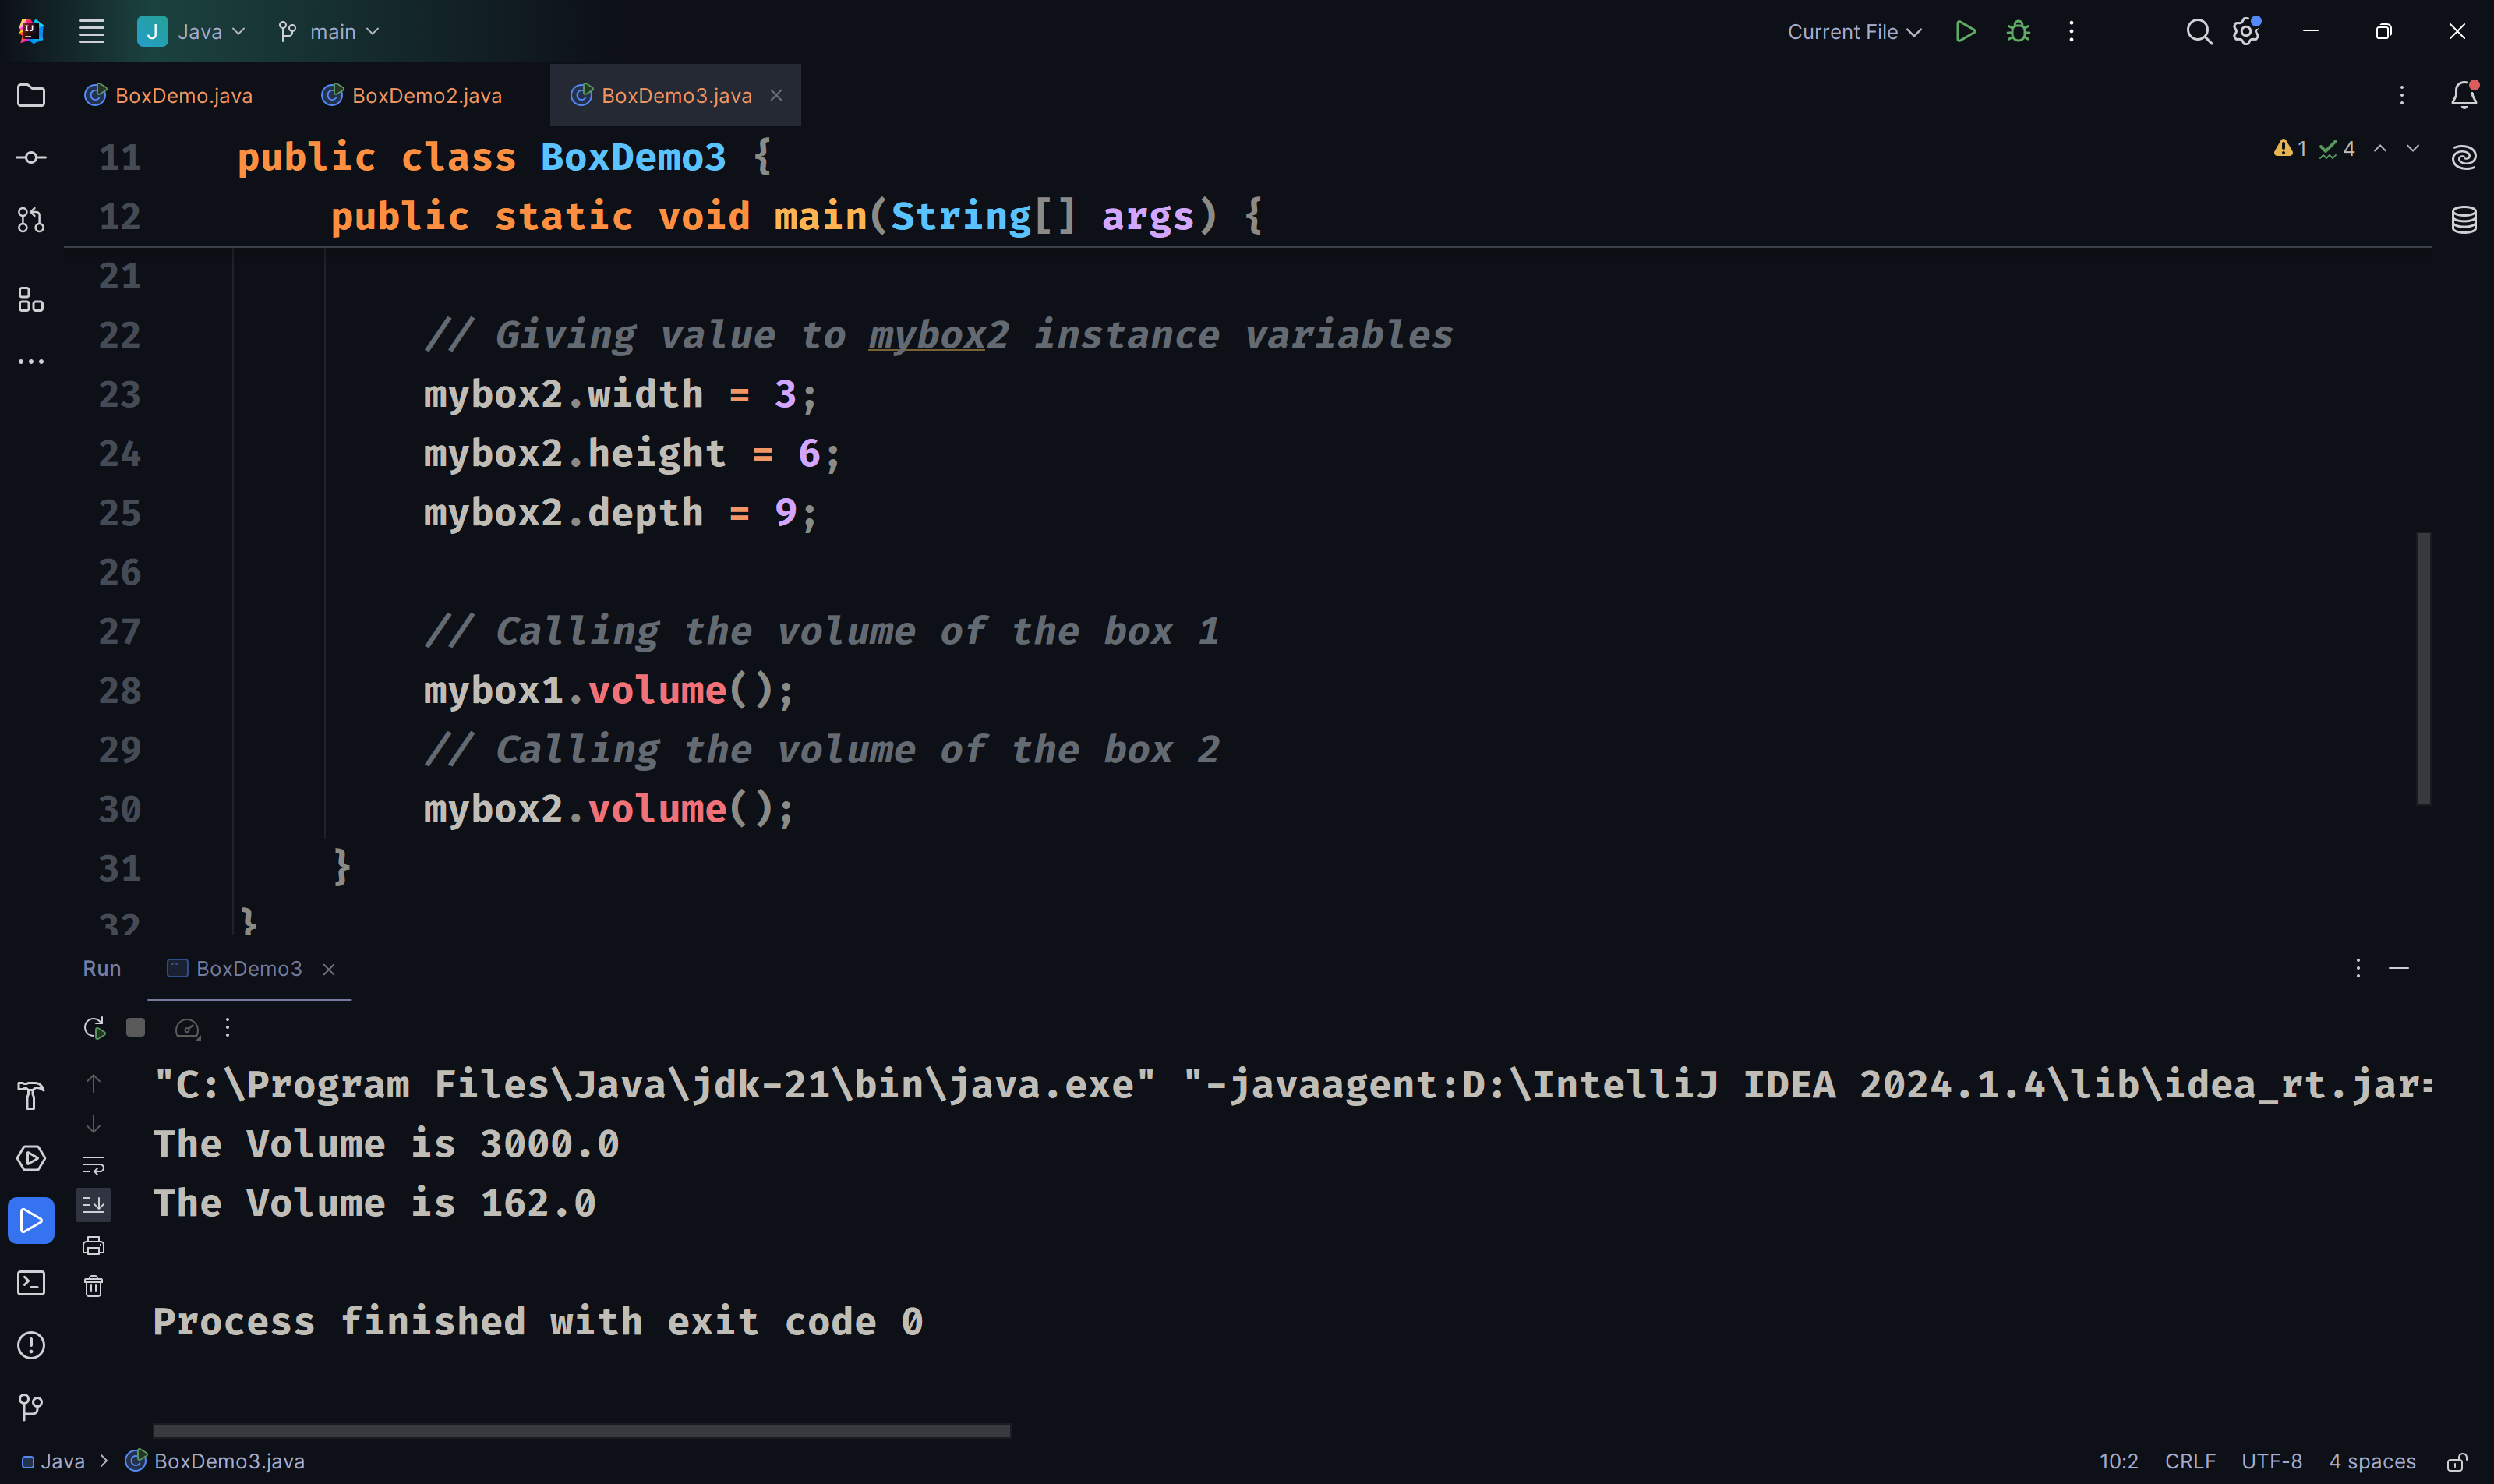 J Java main Current File
BoxDemo.java BoxDemo2.java BoxDemo3.java
11 public class BoxDemo3 {
1 4
12 public static void main(String[] args) {
21
22 // Giving value to mybox2 instance variables
23 mybox2.width = 3;
24 mybox2.height = 6;
25 mybox2.depth = 9;
26
27 // Calling the volume of the box 1
28 mybox1.volume();
29 // Calling the volume of the box 2
30 mybox2.volume();
31 }
32 }
Run BoxDemo3
"C:\Program Files\Java\jdk-21\bin\java.exe" "-javaagent:D:\IntelliJ IDEA 2024.1.4\lib\idea_rt.jar=
The Volume is 3000.0
The Volume is 162.0
Process finished with exit code 0
Java > BoxDemo3.java 10:2 CRLF UTF-8 4 spaces